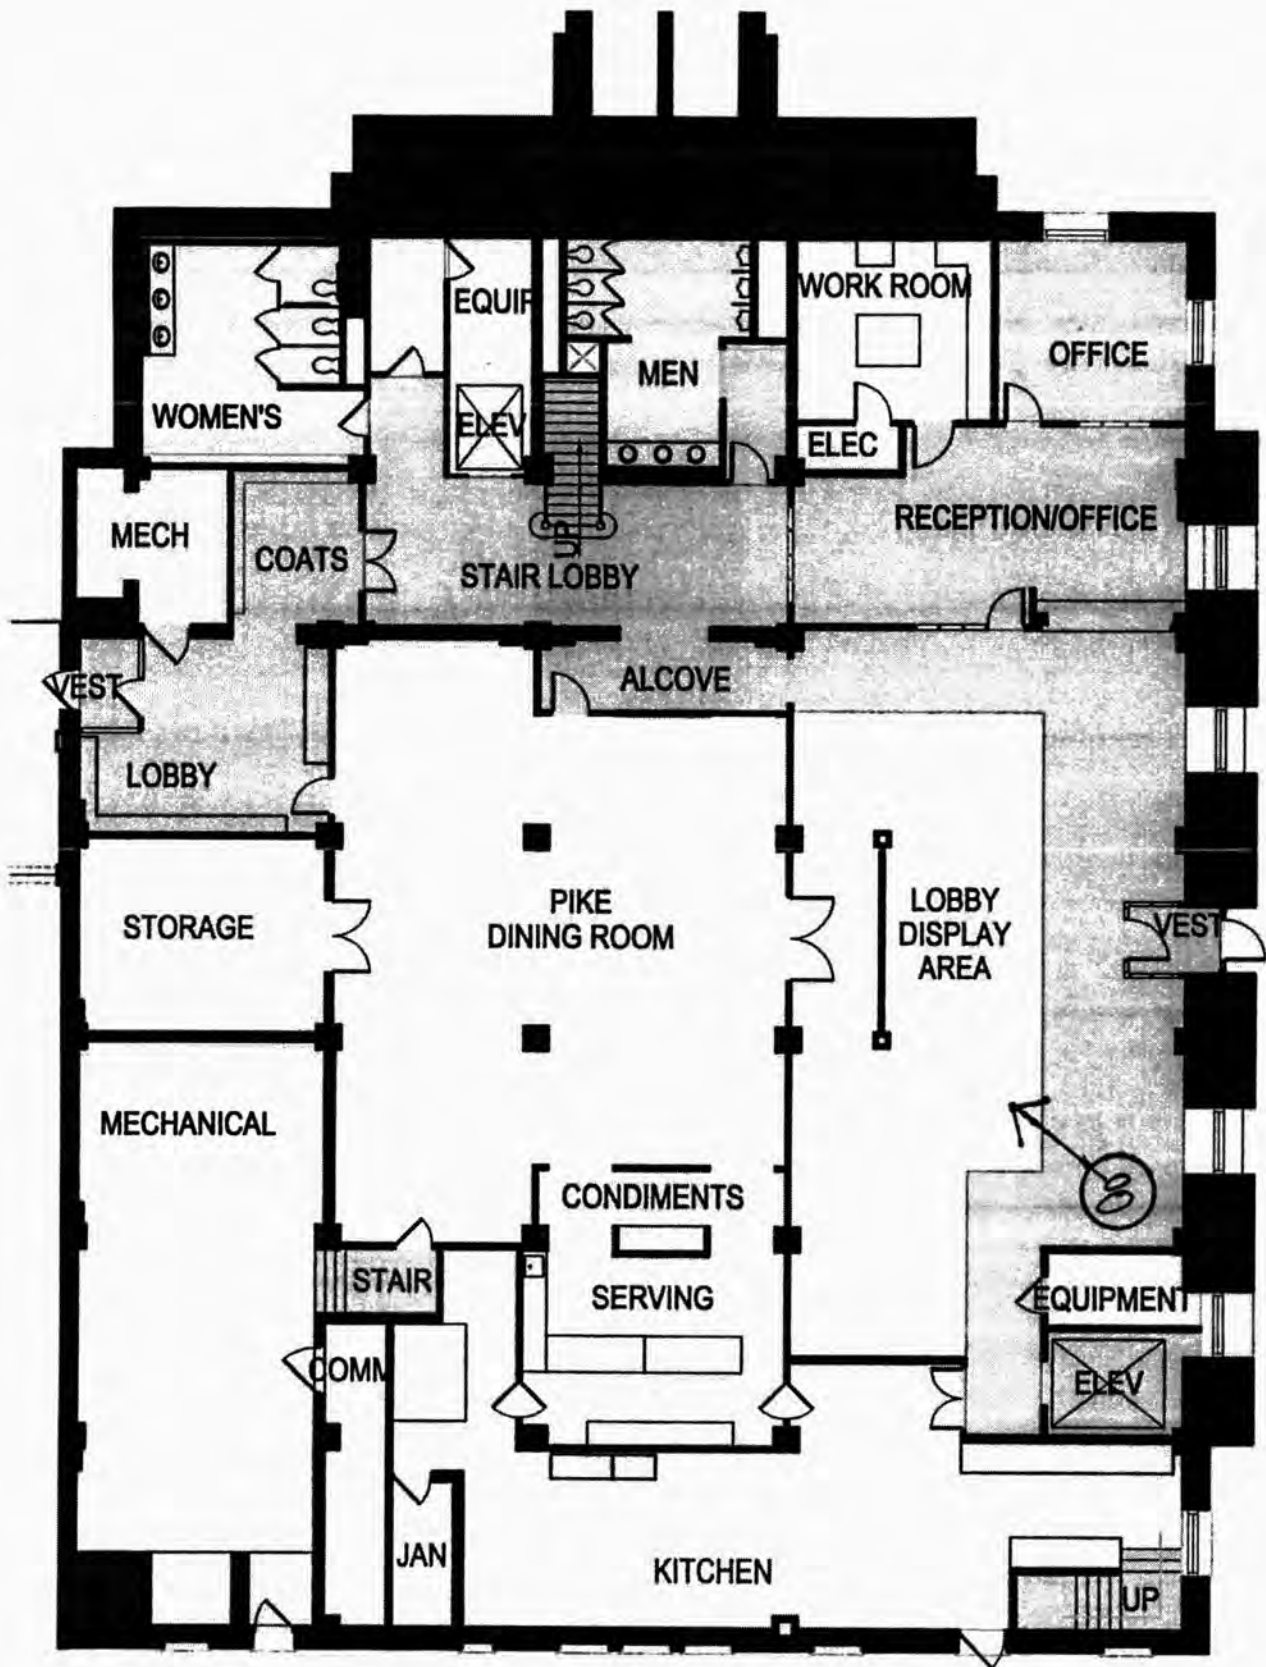 EQUIP
WORK ROOM
MEN
OFFICE
WOMEN'S
ELEV
ELEC
MECH
COATS
UP
RECEPTION/OFFICE
STAIR LOBBY
ALCOVE
VEST
LOBBY
PIKE
DINING ROOM
LOBBY
DISPLAY
AREA
STORAGE
VEST
MECHANICAL
CONDIMENTS
8
STAIR
SERVING
EQUIPMENT
COMM
ELEV
JAN
KITCHEN
UP